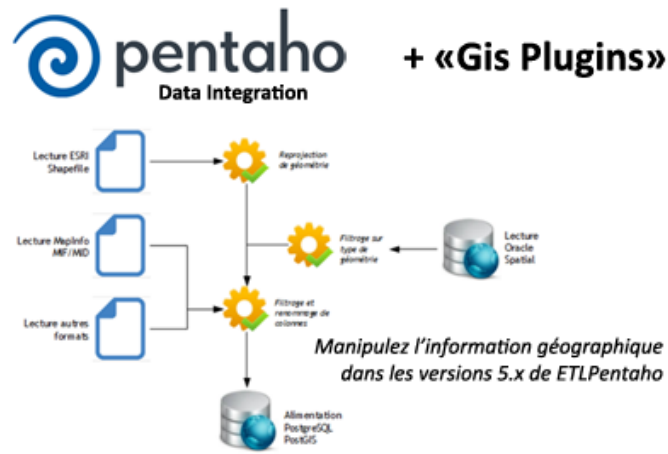 pentaho
Data Integration
+ «Gis Plugins»
Lecture ESRI
Shapefile
Reprojection
de géométrie
Lecture MapInfo
MIF/MID
Filtrage sur
type de
géométrie
Lecture
Oracle
Spatial
Lecture autres
formats
Filtrage et
renommage de
colonnes
Manipulez l’information géographique
dans les versions 5.x de ETLPentaho
Alimentation
PostgreSQL
PostGIS